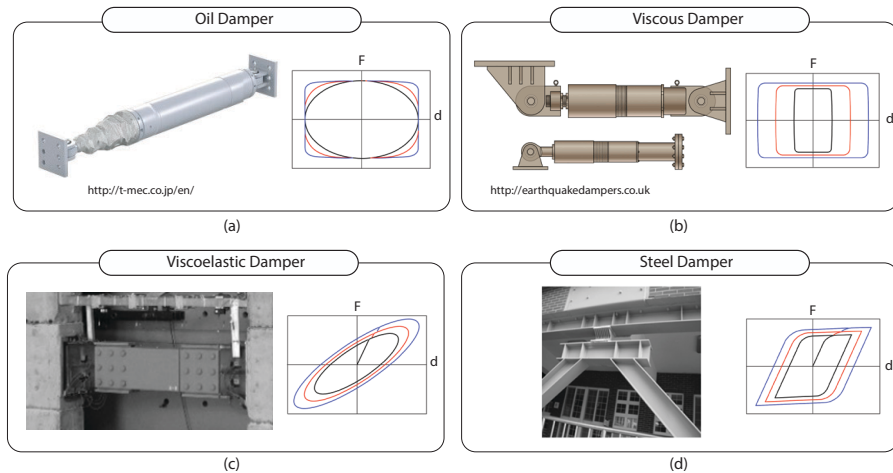 Oil Damper
F
d
http://t-mec.co.jp/en/
(a)
Viscous Damper
F
d
http://earthquakedampers.co.uk
(b)
Viscoelastic Damper
F
d
(c)
Steel Damper
F
d
(d)